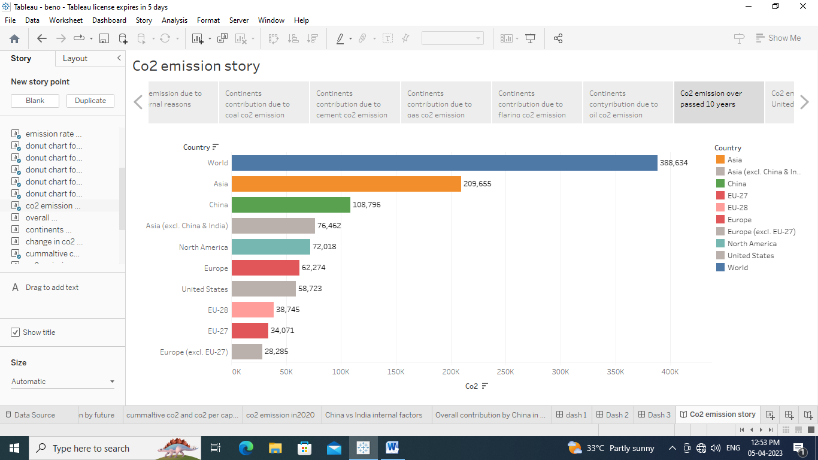 Tableau - beno - Tableau license expires in 5 days
File Data Worksheet Dashboard Story Analysis Format Server Window Help
Show Me
Story Layout
New story point
Blank Duplicate
emission rate ...
donut chart fo...
donut chart fo...
donut chart fo...
donut chart fo...
donut chart fo...
co2 emission ...
overall ...
continents ...
change in co2 ...
cummaltive c...
A Drag to add text
Show title
Size
Automatic
Co2 emission story
emission due to
rnal reasons
Continents
contribution due to
coal co2 emission
Continents
contribution due to
cement co2 emission
Continents
contribution due to
gas co2 emission
Continents
contribution due to
flaring co2 emission
Continents
contyribution due to
oil co2 emission
Co2 emission over
passed 10 years
Co2 em
United
Country
World 388,634
Asia 209,655
China 108,796
Asia (excl. China & India) 76,462
North America 72,018
Europe 62,274
United States 58,723
EU-28 38,745
EU-27 34,071
Europe (excl. EU-27) 28,285
0K 50K 100K 150K 200K 250K 300K 350K 400K
Co2
Country
Asia
Asia (excl. China & In..
China
EU-27
EU-28
Europe
Europe (excl. EU-27)
North America
United States
World
Data Source n by future cummaltive co2 and co2 per cap... co2 emission in2020 China vs India internal factors Overall contribution by China in ... dash 1 Dash 2 Dash 3 Co2 emission story
Type here to search
33°C Partly sunny
ENG
12:53 PM
05-04-2023